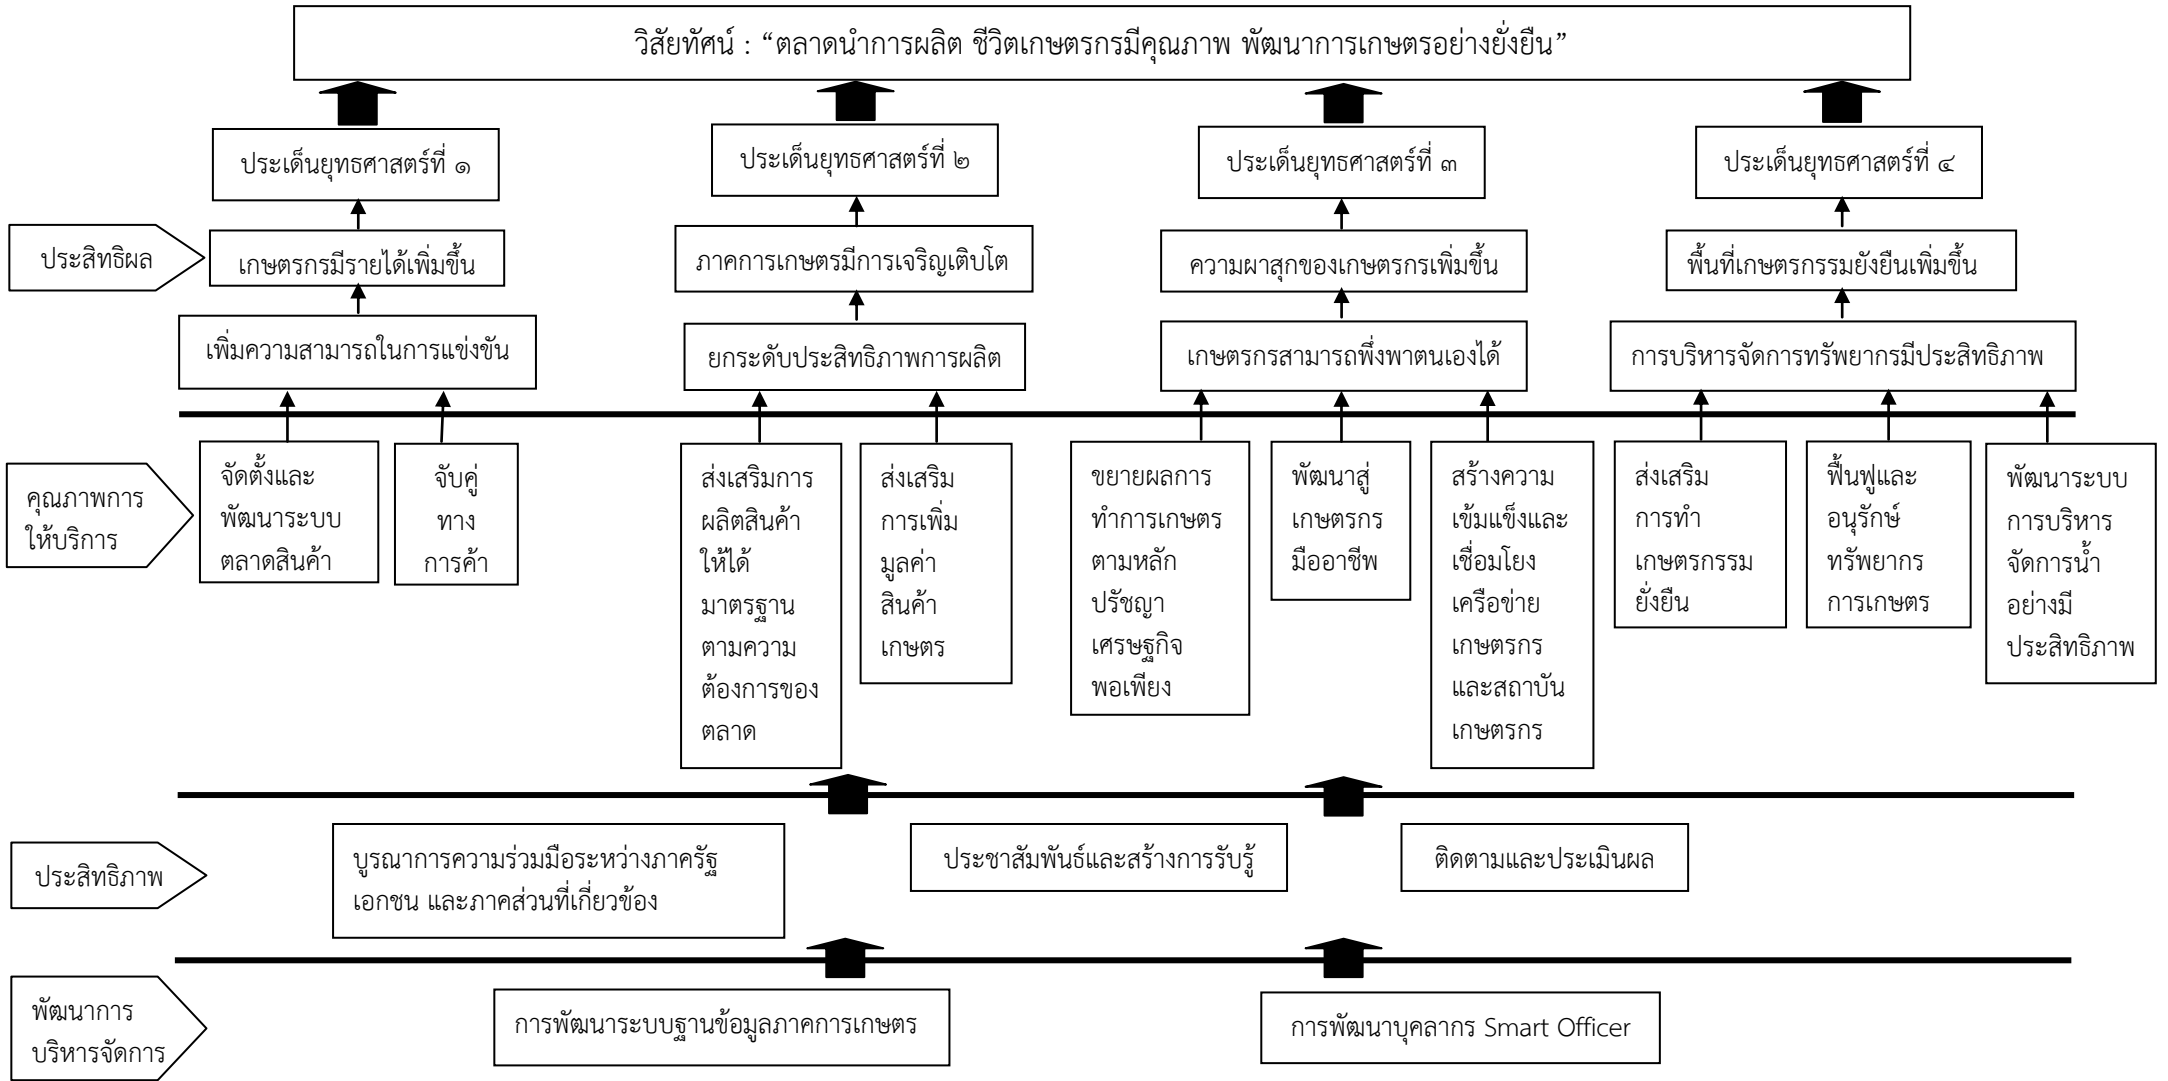 วิสัยทัศน์ : “ตลาดนำการผลิต ชีวิตเกษตรกรมีคุณภาพ พัฒนาการเกษตรอย่างยั่งยืน”
ประเด็นยุทธศาสตร์ที่ ๑
ประเด็นยุทธศาสตร์ที่ ๒
ประเด็นยุทธศาสตร์ที่ ๓
ประเด็นยุทธศาสตร์ที่ ๔
ประสิทธิผล
เกษตรกรมีรายได้เพิ่มขึ้น
ภาคการเกษตรมีการเจริญเติบโต
ความผาสุกของเกษตรกรเพิ่มขึ้น
พื้นที่เกษตรกรรมยังยืนเพิ่มขึ้น
เพิ่มความสามารถในการแข่งขัน
ยกระดับประสิทธิภาพการผลิต
เกษตรกรสามารถพึ่งพาตนเองได้
การบริหารจัดการทรัพยากรมีประสิทธิภาพ
คุณภาพการ
ให้บริการ
จัดตั้งและ
พัฒนาระบบ
ตลาดสินค้า
จับคู่
ทาง
การค้า
ส่งเสริมการ
ผลิตสินค้า
ให้ได้
มาตรฐาน
ตามความ
ต้องการของ
ตลาด
ส่งเสริม
การเพิ่ม
มูลค่า
สินค้า
เกษตร
ขยายผลการ
ทำการเกษตร
ตามหลัก
ปรัชญา
เศรษฐกิจ
พอเพียง
พัฒนาสู่
เกษตรกร
มืออาชีพ
สร้างความ
เข้มแข็งและ
เชื่อมโยง
เครือข่าย
เกษตรกร
และสถาบัน
เกษตรกร
ส่งเสริม
การทำ
เกษตรกรรม
ยั่งยืน
ฟื้นฟูและ
อนุรักษ์
ทรัพยากร
การเกษตร
พัฒนาระบบ
การบริหาร
จัดการน้ำ
อย่างมี
ประสิทธิภาพ
ประสิทธิภาพ
บูรณาการความร่วมมือระหว่างภาครัฐ
เอกชน และภาคส่วนที่เกี่ยวข้อง
ประชาสัมพันธ์และสร้างการรับรู้
ติดตามและประเมินผล
พัฒนาการ
บริหารจัดการ
การพัฒนาระบบฐานข้อมูลภาคการเกษตร
การพัฒนาบุคลากร Smart Officer